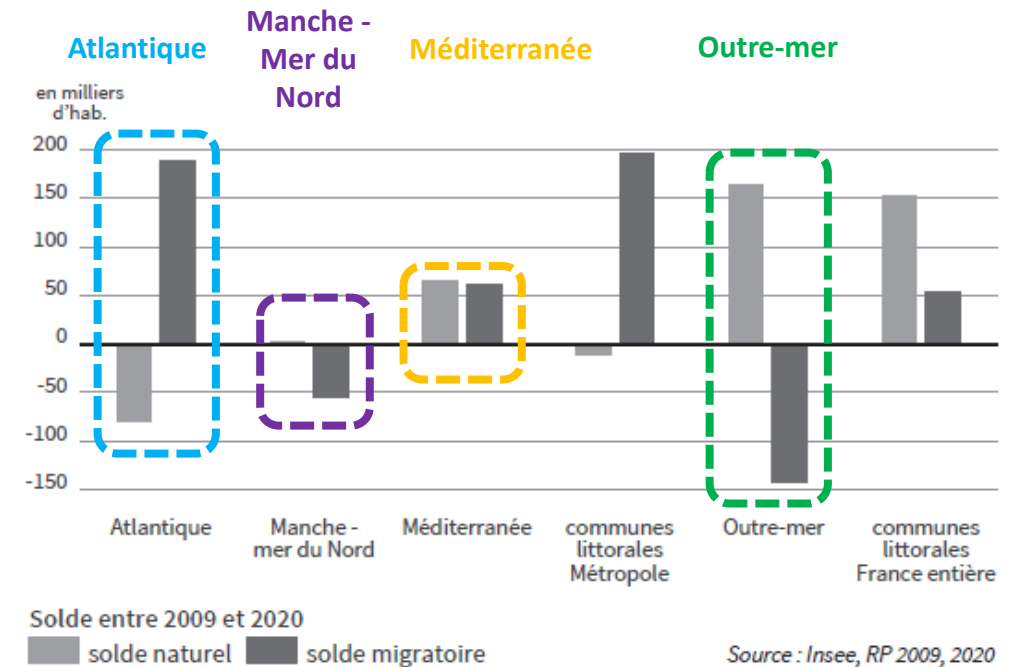 Atlantique
Manche -
Mer du
Nord
Méditerranée
Outre-mer
en milliers
d'hab.
200
150
100
50
0
-50
-100
-150
Atlantique
Manche -
mer du Nord
Méditerranée
communes
littorales
Métropole
Outre-mer
communes
littorales
France entière
Solde entre 2009 et 2020
solde naturel
solde migratoire
Source : Insee, RP 2009, 2020